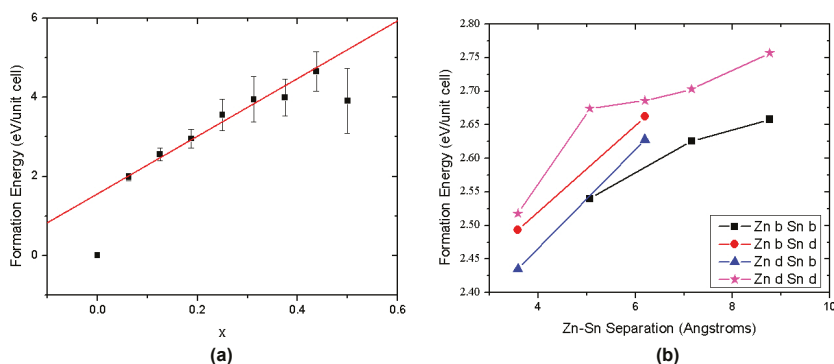 6
4
2
0
0.0
0.2
0.4
0.6
Formation Energy (eV/unit cell)
x
(a)
2.80
2.75
2.70
2.65
2.60
2.55
2.50
2.45
2.40
4
6
8
10
Formation Energy (eV/unit cell)
Zn-Sn Separation (Angstroms)
Zn b Sn b
Zn b Sn d
Zn d Sn b
Zn d Sn d
(b)